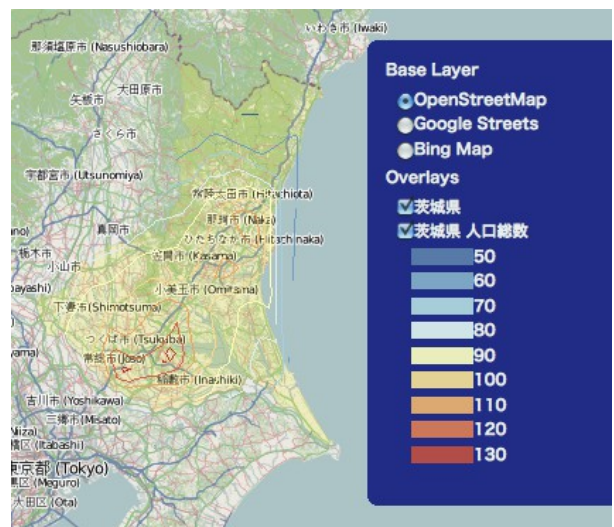 いわき市 (Iwaki)
那須塩原市 (Nasushiobara)
大田原市
矢板市
さくら市
宇都宮市 (Utsunomiya)
常陸太田市 (Hitachiota)
那珂市 (Naka)
真岡市
ひたちなか市 (Hitachinaka)
栃木市
笠間市 (Kasama)
小山市
小美玉市 (Omitama)
下妻市 (Shimotsuma)
つくば市 (Tsukuba)
常総市 (Joso)
稲敷市 (Inashiki)
吉川市 (Yoshikawa)
三郷市 (Misato)
橋区 (Itabashi)
東京都 (Tokyo)
黒区 (Meguro)
大田区 (Ota)
Base Layer
OpenStreetMap
Google Streets
Bing Map
Overlays
茨城県
茨城県 人口総数
50
60
70
80
90
100
110
120
130